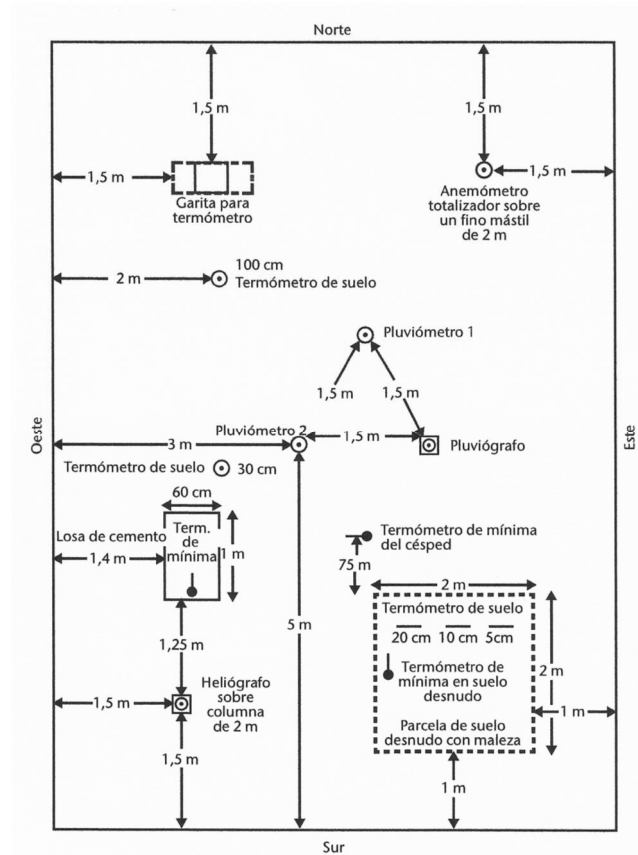 Norte
1,5 m
1,5 m
1,5 m
1,5 m
Garita para
termómetro
Anemómetro
totalizador sobre
un fino mástil
de 2 m
100 cm
2 m
Termómetro de suelo
Pluviómetro 1
1,5 m
1,5 m
Oeste
Este
Pluviómetro 2
1,5 m
3 m
Pluviógrafo
Termómetro de suelo
30 cm
60 cm
Losa de cemento
Term.
de
mínima
1 m
1,4 m
Termómetro de mínima
del césped
75 m
2 m
Termómetro de suelo
20 cm
10 cm
5cm
5 m
1,25 m
Termómetro de
mínima en suelo
desnudo
2 m
Heliógrafo
sobre
columna
de 2 m
1,5 m
1 m
Parcela de suelo
desnudo con maleza
1,5 m
1 m
Sur